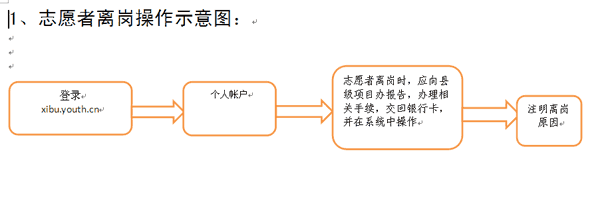 1、志愿者离岗操作示意图：
登录
xibu.youth.cn
个人帐户
志愿者离岗时，应向县
级项目办报告，办理相
关手续，交回银行卡，
并在系统中操作
注明离岗
原因